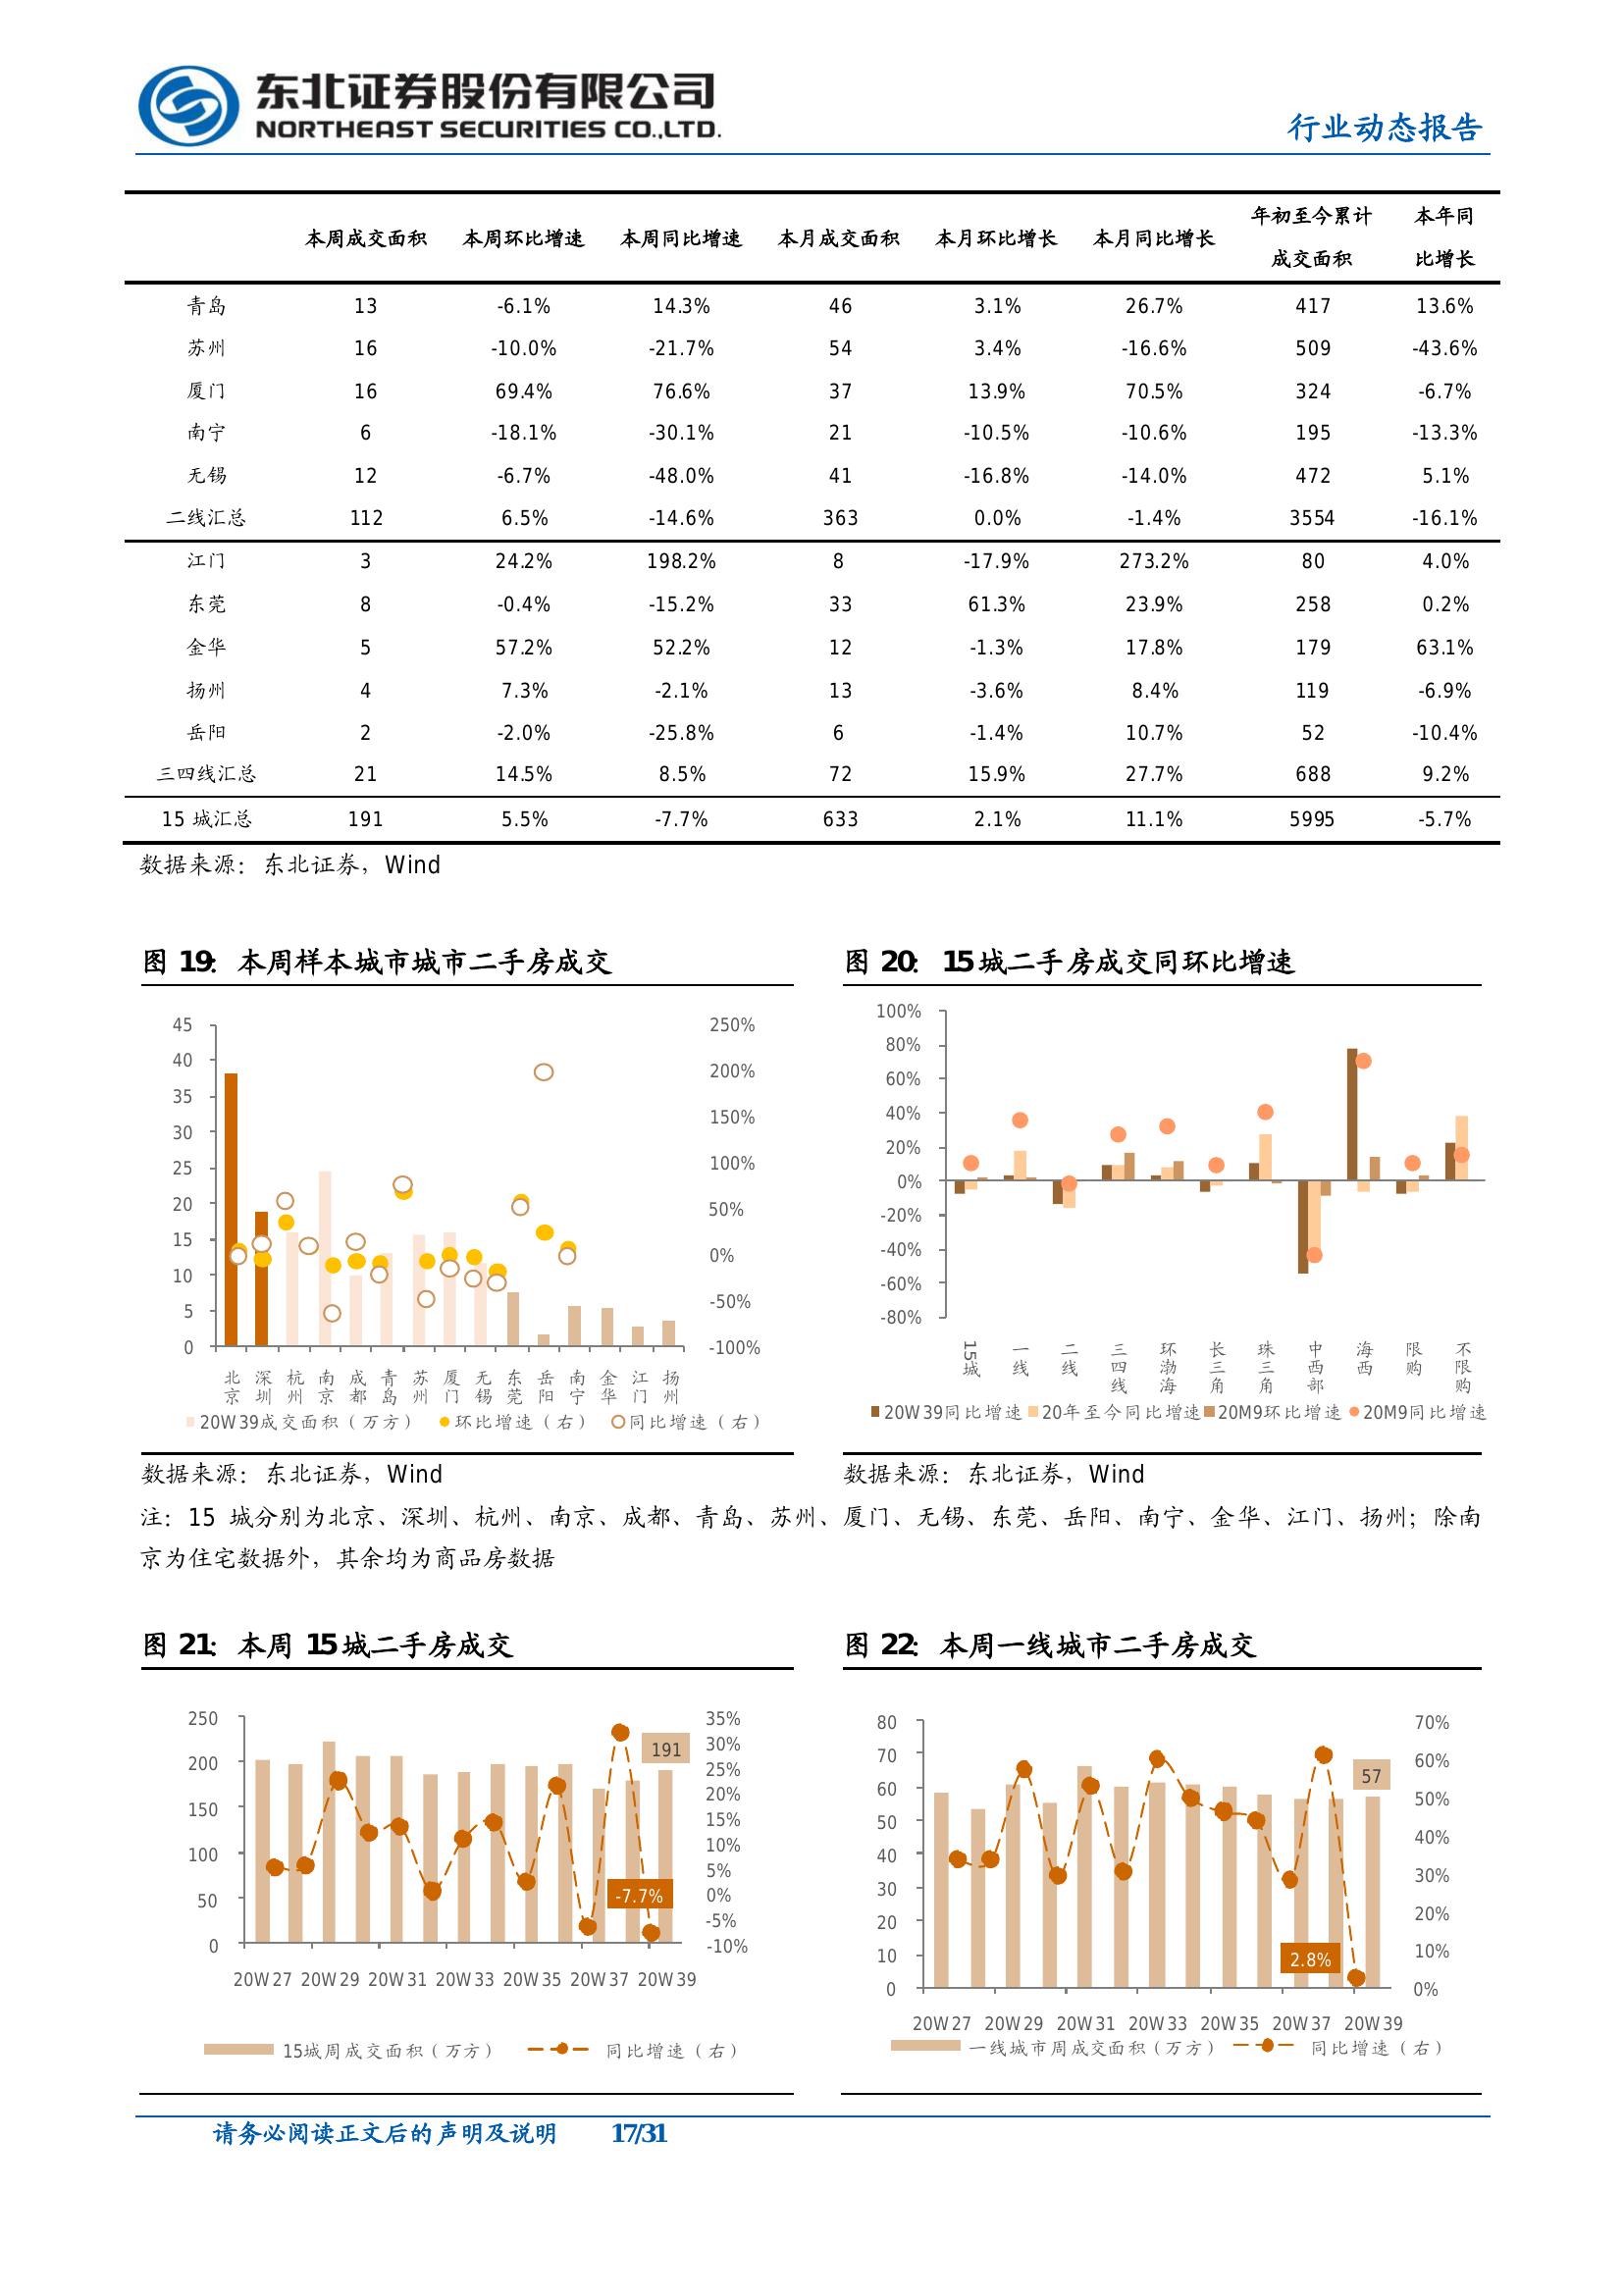 东北证券股份有限公司
NORTHEAST SECURITIES CO.,LTD.
行业动态报告
本周成交面积 本周环比增速 本周同比增速 本月成交面积 本月环比增长 本月同比增长 年初至今累计成交面积 本年同比增长
青岛 13 -6.1% 14.3% 46 3.1% 26.7% 417 13.6%
苏州 16 -10.0% -21.7% 54 3.4% -16.6% 509 -43.6%
厦门 16 69.4% 76.6% 37 13.9% 70.5% 324 -6.7%
南宁 6 -18.1% -30.1% 21 -10.5% -10.6% 195 -13.3%
无锡 12 -6.7% -48.0% 41 -16.8% -14.0% 472 5.1%
二线汇总 112 6.5% -14.6% 363 0.0% -1.4% 3554 -16.1%
江门 3 24.2% 198.2% 8 -17.9% 273.2% 80 4.0%
东莞 8 -0.4% -15.2% 33 61.3% 23.9% 258 0.2%
金华 5 57.2% 52.2% 12 -1.3% 17.8% 179 63.1%
扬州 4 7.3% -2.1% 13 -3.6% 8.4% 119 -6.9%
岳阳 2 -2.0% -25.8% 6 -1.4% 10.7% 52 -10.4%
三四线汇总 21 14.5% 8.5% 72 15.9% 27.7% 688 9.2%
15 城汇总 191 5.5% -7.7% 633 2.1% 11.1% 5995 -5.7%
数据来源：东北证券，Wind
图 19：本周样本城市城市二手房成交
45 40 35 30 25 20 15 10 5 0
250% 200% 150% 100% 50% 0% -50% -100%
北京 深圳 杭州 南京 成都 青岛 苏州 厦门 无锡 东莞 岳阳 南宁 金华 江门 扬州
20W39成交面积（万方） 环比增速（右） 同比增速（右）
数据来源：东北证券，Wind
图 20：15 城二手房成交同环比增速
100% 80% 60% 40% 20% 0% -20% -40% -60% -80%
15城 一线 二线 三四线 环渤海 长三角 珠三角 中西部 海西 限购 不限购
20W39同比增速 20年至今同比增速 20M9环比增速 20M9同比增速
数据来源：东北证券，Wind
注：15 城分别为北京、深圳、杭州、南京、成都、青岛、苏州、厦门、无锡、东莞、岳阳、南宁、金华、江门、扬州；除南
京为住宅数据外，其余均为商品房数据
图 21：本周 15 城二手房成交
250 200 150 100 50 0
35% 30% 25% 20% 15% 10% 5% 0% -5% -10%
191
-7.7%
20W27 20W29 20W31 20W33 20W35 20W37 20W39
15城周成交面积（万方） 同比增速（右）
图 22：本周一线城市二手房成交
80 70 60 50 40 30 20 10 0
70% 60% 50% 40% 30% 20% 10% 0%
57
2.8%
20W27 20W29 20W31 20W33 20W35 20W37 20W39
一线城市周成交面积（万方） 同比增速（右）
请务必阅读正文后的声明及说明 17/31